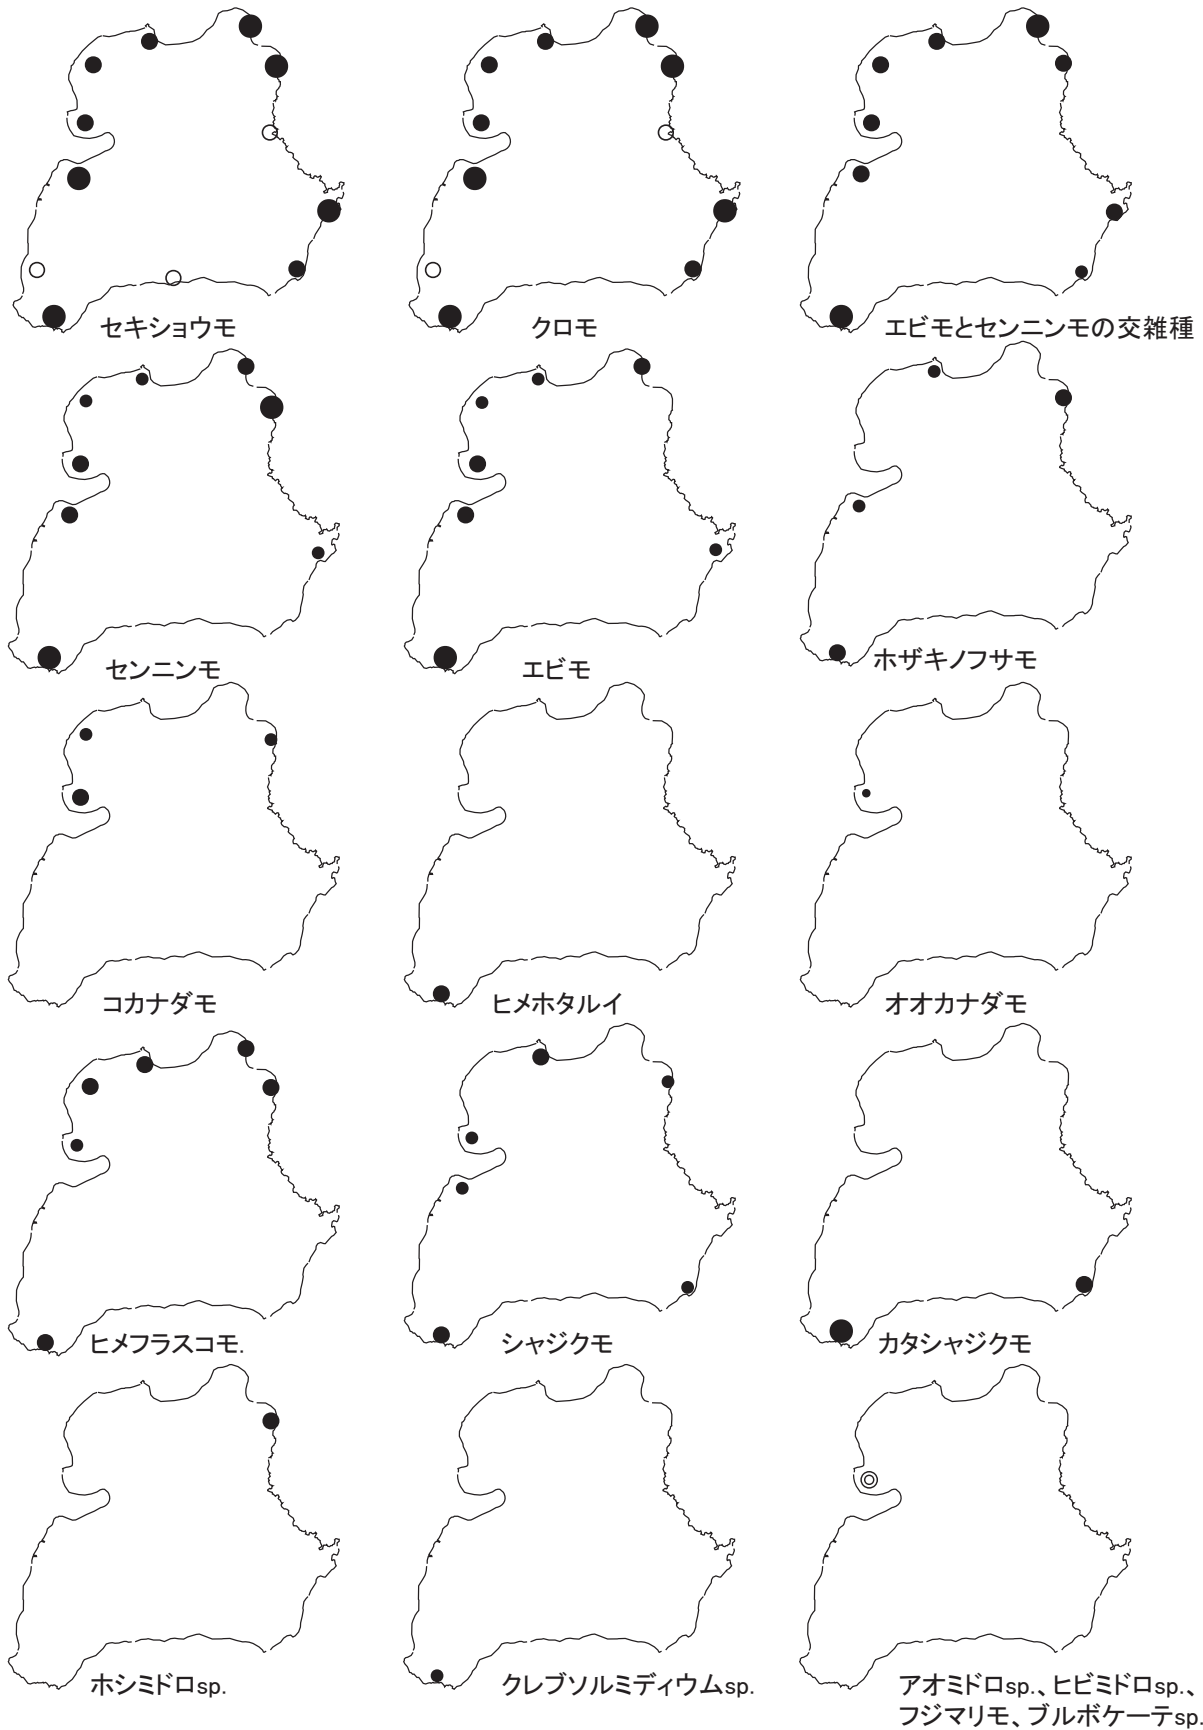 セキショウモ
クロモ
エビモとセンニンモの交雑種
センニンモ
エビモ
ホザキノフサモ
コカナダモ
ヒメホタルイ
オオカナダモ
ヒメフラスコモ.
シャジクモ
カタシャジクモ
ホシミドロsp.
クレブソルミディウムsp.
アオミドロsp.、ヒビミドロsp.、
フジマリモ、ブルボケーテsp.